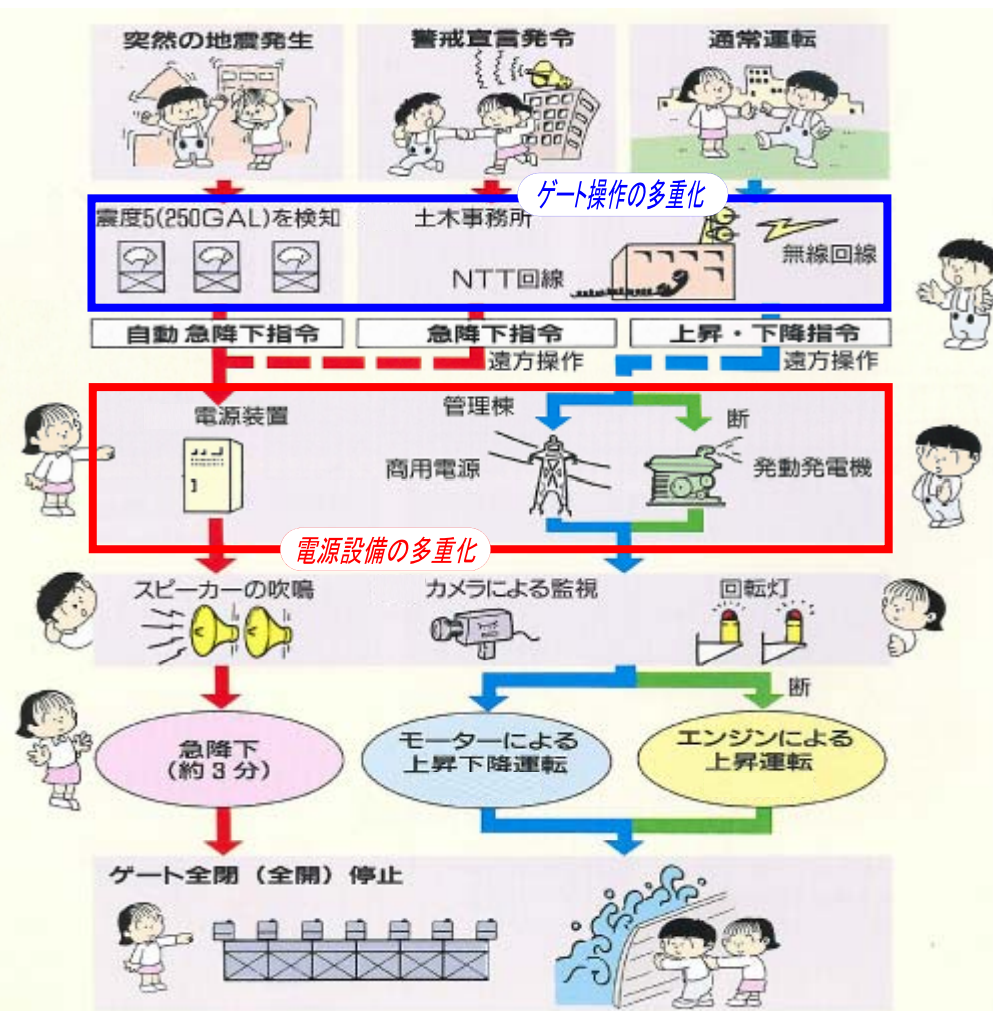 突然の地震発生
警戒宣言発令
通常運転
ゲート操作の多重化
震度5(250GAL)を検知
土木事務所
NTT回線
無線回線
自動 急降下指令
急降下指令
上昇・下降指令
遠方操作
遠方操作
電源装置
管理棟
断
商用電源
発動発電機
電源設備の多重化
スピーカーの吹鳴
カメラによる監視
回転灯
断
急降下
(約3分)
モーターによる
上昇下降運転
エンジンによる
上昇運転
ゲート全閉（全開）停止